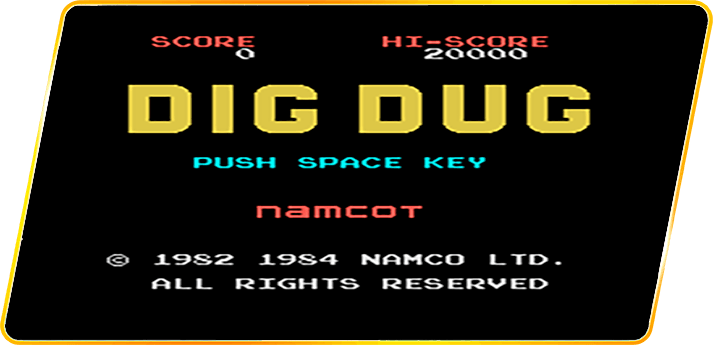 SCORE HI-SCORE
0 20000
DIG DUG
PUSH SPACE KEY
namcot
© 1982 1984 NAMCO LTD.
ALL RIGHTS RESERVED